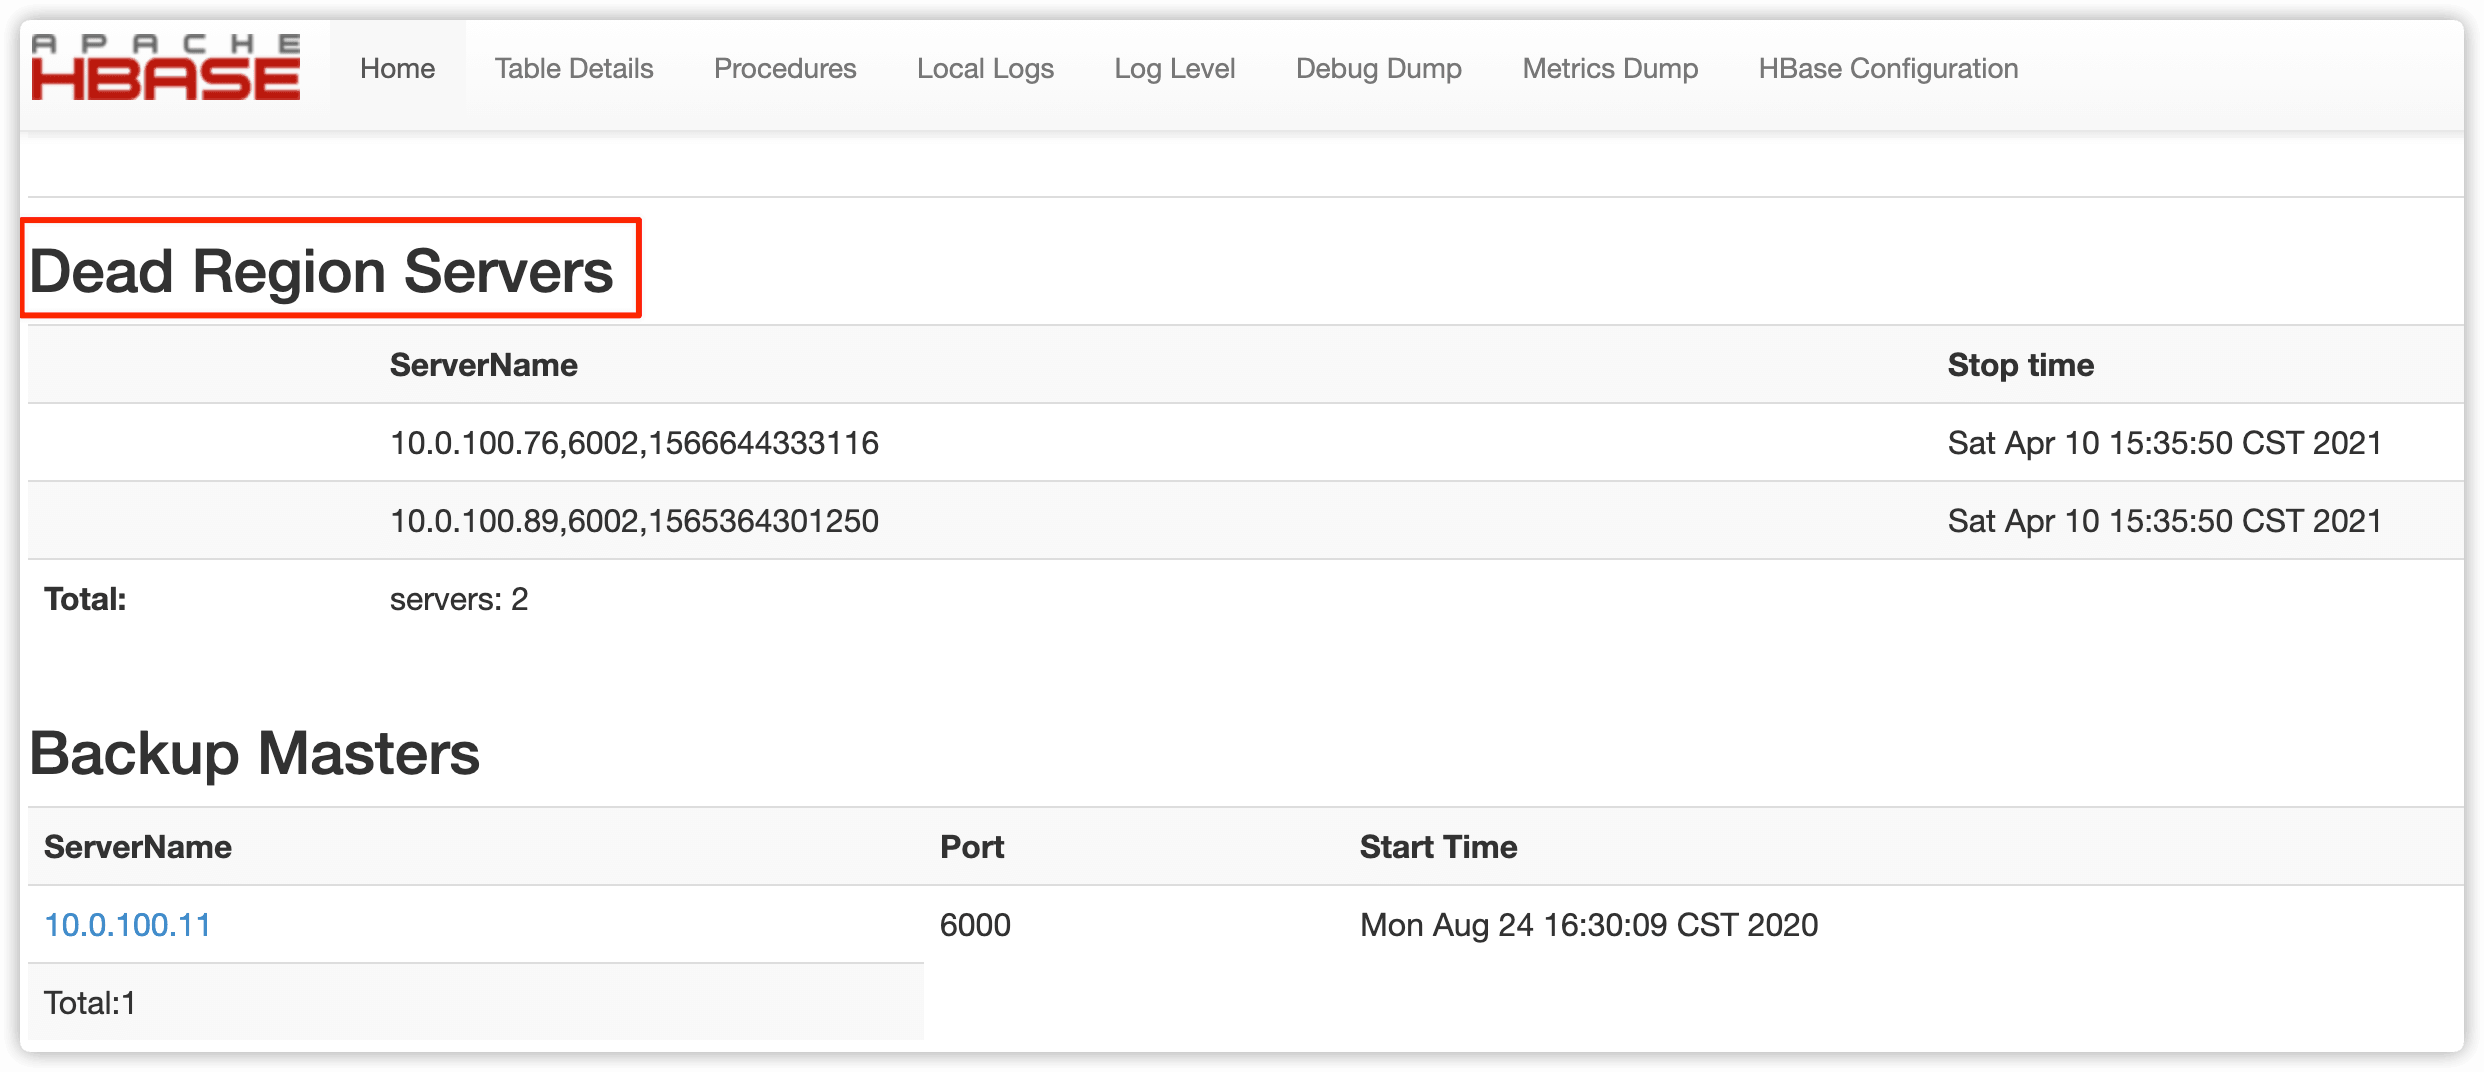 APACHE
HBASE
Home Table Details Procedures Local Logs Log Level Debug Dump Metrics Dump HBase Configuration
Dead Region Servers
ServerName Stop time
10.0.100.76,6002,1566644333116 Sat Apr 10 15:35:50 CST 2021
10.0.100.89,6002,1565364301250 Sat Apr 10 15:35:50 CST 2021
Total: servers: 2
Backup Masters
ServerName Port Start Time
10.0.100.11 6000 Mon Aug 24 16:30:09 CST 2020
Total:1